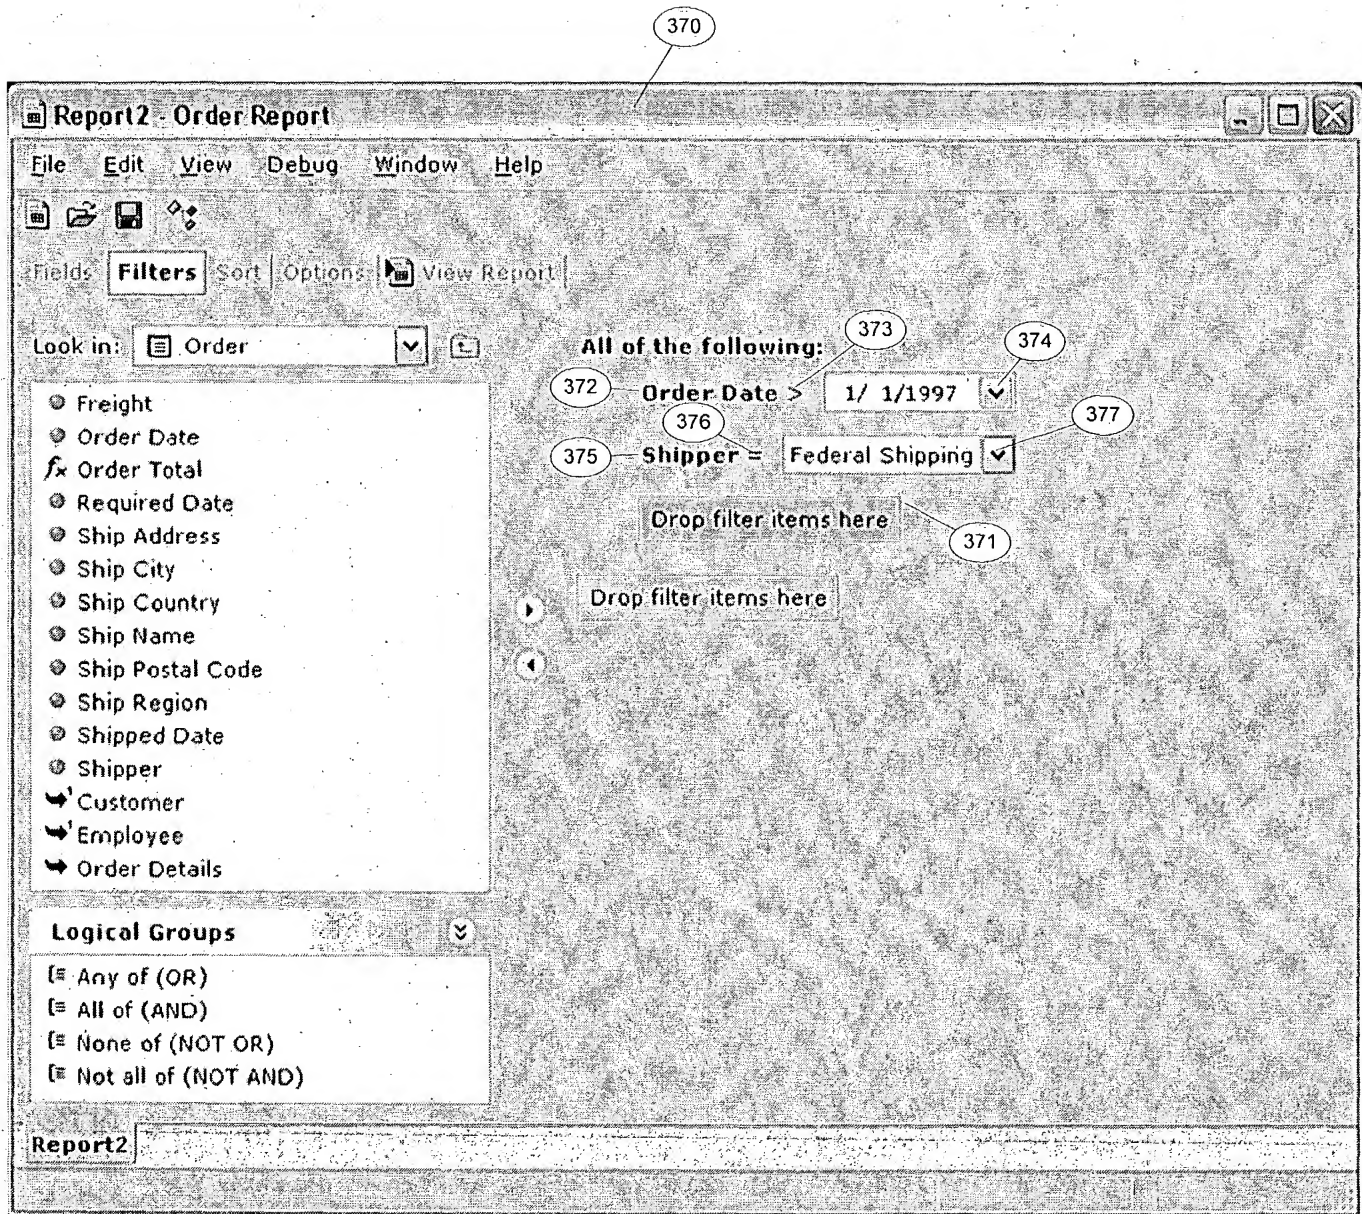 370
Report2 - Order Report
File Edit View Debug Window Help
Fields Filters Sort Options View Report
Look in: Order
Freight
Order Date
fx Order Total
Required Date
Ship Address
Ship City
Ship Country
Ship Name
Ship Postal Code
Ship Region
Shipped Date
Shipper
Customer
Employee
Order Details
Logical Groups
Any of (OR)
All of (AND)
None of (NOT OR)
Not all of (NOT AND)
All of the following:
373
374
372 Order Date > 1/ 1/1997
376
377
375 Shipper = Federal Shipping
Drop filter items here
371
Drop filter items here
Report2